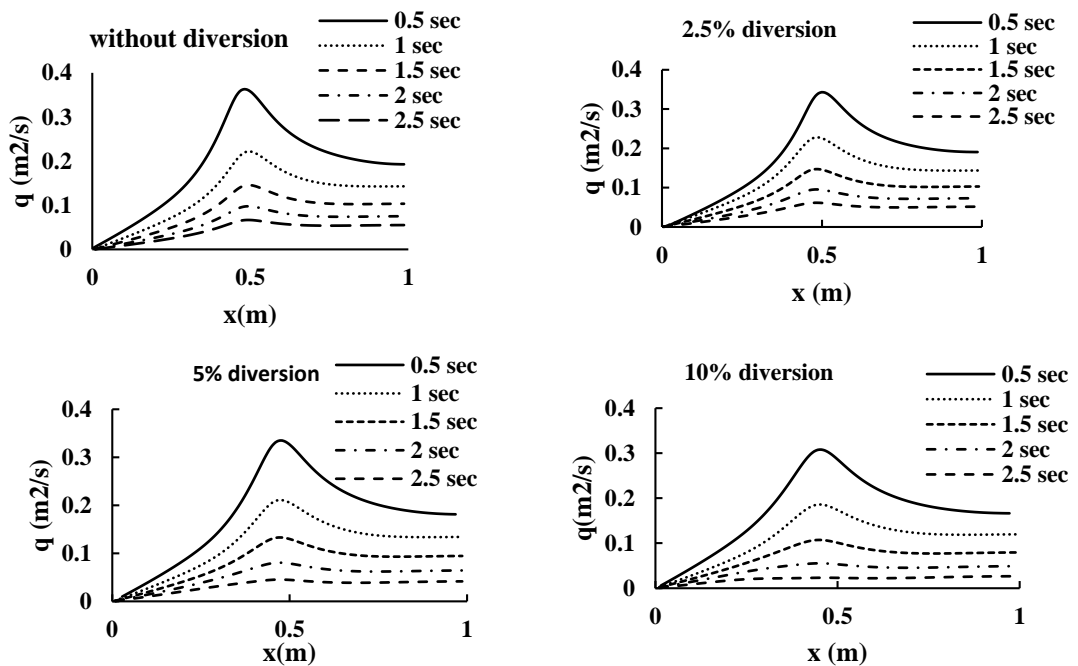 without diversion
0.5 sec
1 sec
1.5 sec
2 sec
2.5 sec
q (m2/s)
0.4
0.3
0.2
0.1
0
0
0.5
1
x(m)
2.5% diversion
0.5 sec
1 sec
1.5 sec
2 sec
2.5 sec
q (m2/s)
0.4
0.3
0.2
0.1
0
0
0.5
1
x (m)
5% diversion
0.5 sec
1 sec
1.5 sec
2 sec
2.5 sec
q (m2/s)
0.4
0.3
0.2
0.1
0
0
0.5
1
x(m)
10% diversion
0.5 sec
1 sec
1.5 sec
2 sec
2.5 sec
q(m2/s)
0.4
0.3
0.2
0.1
0
0
0.5
1
x (m)